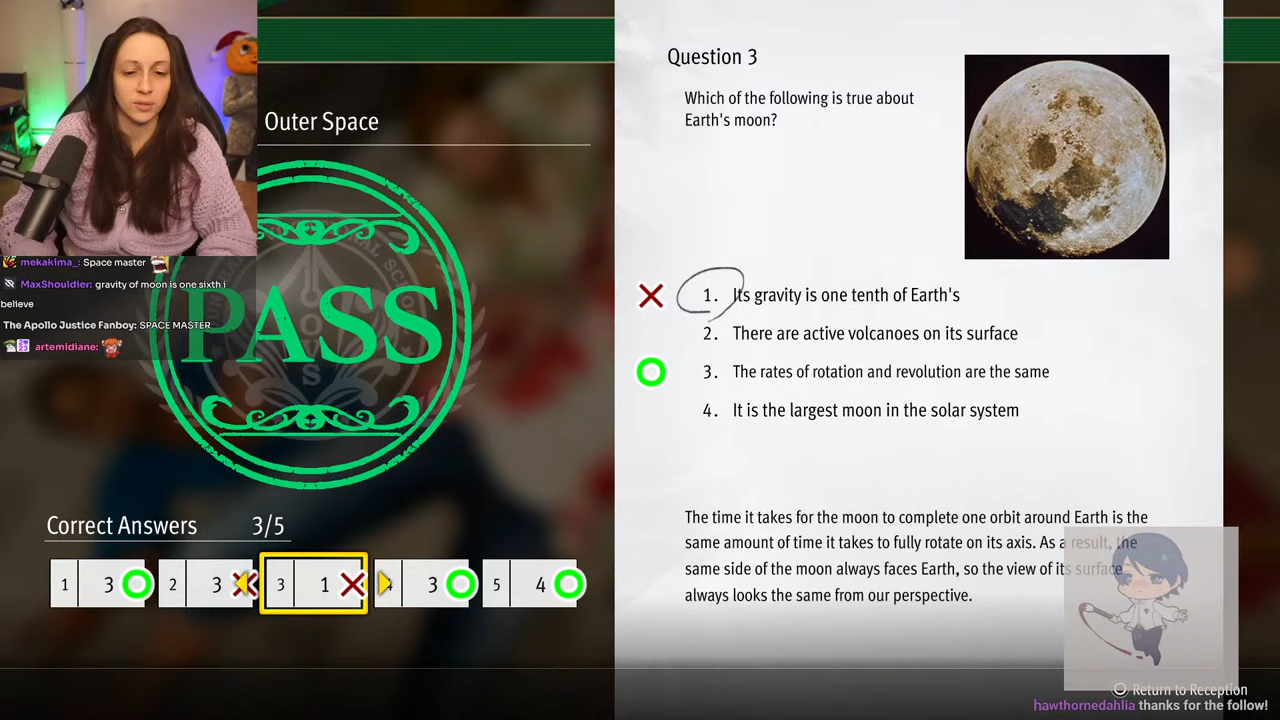 Outer Space
PASS
mekakima_: Space master
MaxShouldier: gravity of moon is one sixth i
believe
The Apollo Justice Fanboy: SPACE MASTER
artemidiane:
Correct Answers 3/5
1 3
2 3
3 1
3
5 4
Question 3
Which of the following is true about
Earth's moon?
1. Its gravity is one tenth of Earth's
2. There are active volcanoes on its surface
3. The rates of rotation and revolution are the same
4. It is the largest moon in the solar system
The time it takes for the moon to complete one orbit around Earth is the
same amount of time it takes to fully rotate on its axis. As a result, the
same side of the moon always faces Earth, so the view of its surface
always looks the same from our perspective.
Return to Reception
hawthornedahlia thanks for the follow!